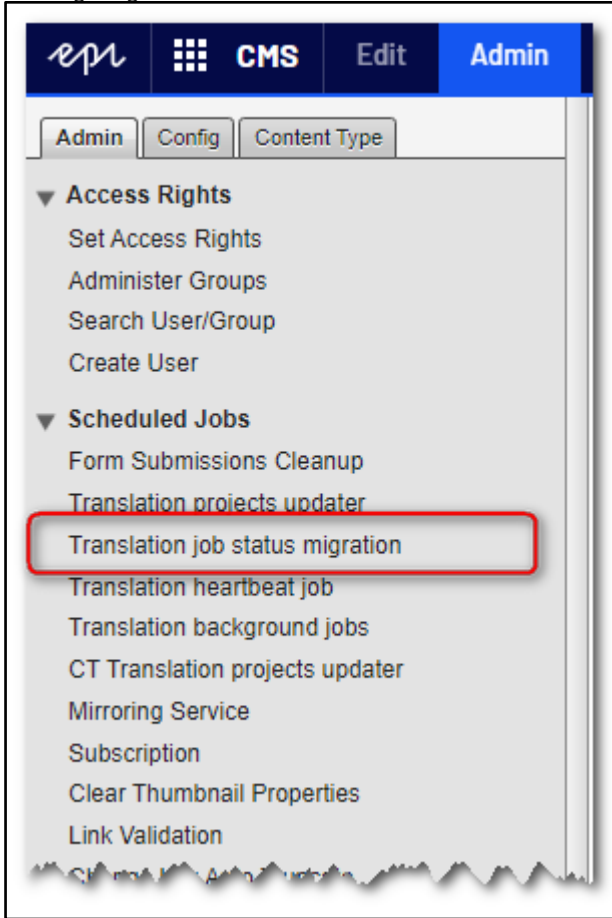 epi CMS Edit Admin
Admin Config Content Type
Access Rights
Set Access Rights
Administer Groups
Search User/Group
Create User
Scheduled Jobs
Form Submissions Cleanup
Translation projects updater
Translation job status migration
Translation heartbeat job
Translation background jobs
CT Translation projects updater
Mirroring Service
Subscription
Clear Thumbnail Properties
Link Validation